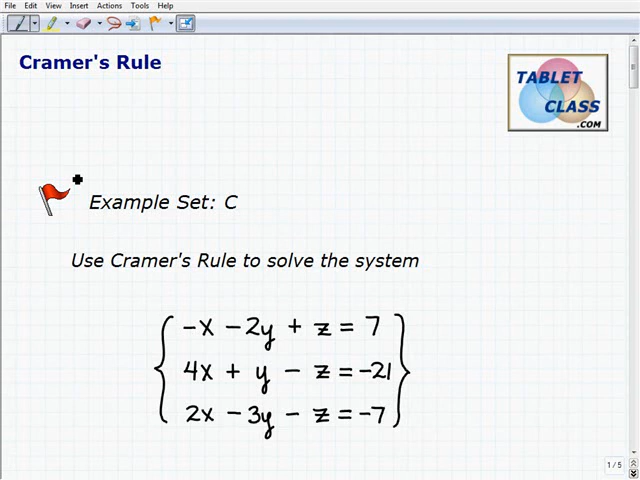 File Edit View Insert Actions Tools Help
Cramer's Rule
TABLET
CLASS
.COM
Example Set: C
Use Cramer's Rule to solve the system
-x - 2y + z = 7
4x + y - z = -21
2x - 3y - z = -7
1 / 5